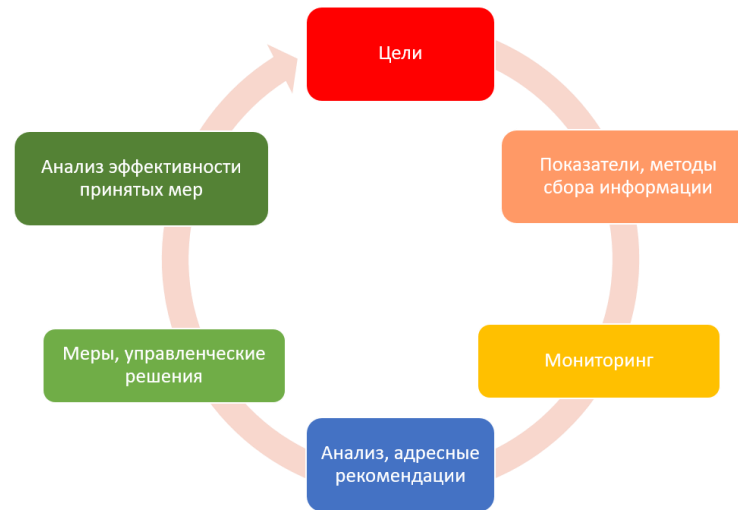 Цели
Показатели, методы
сбора информации
Мониторинг
Анализ, адресные
рекомендации
Меры, управленческие
решения
Анализ эффективности
принятых мер